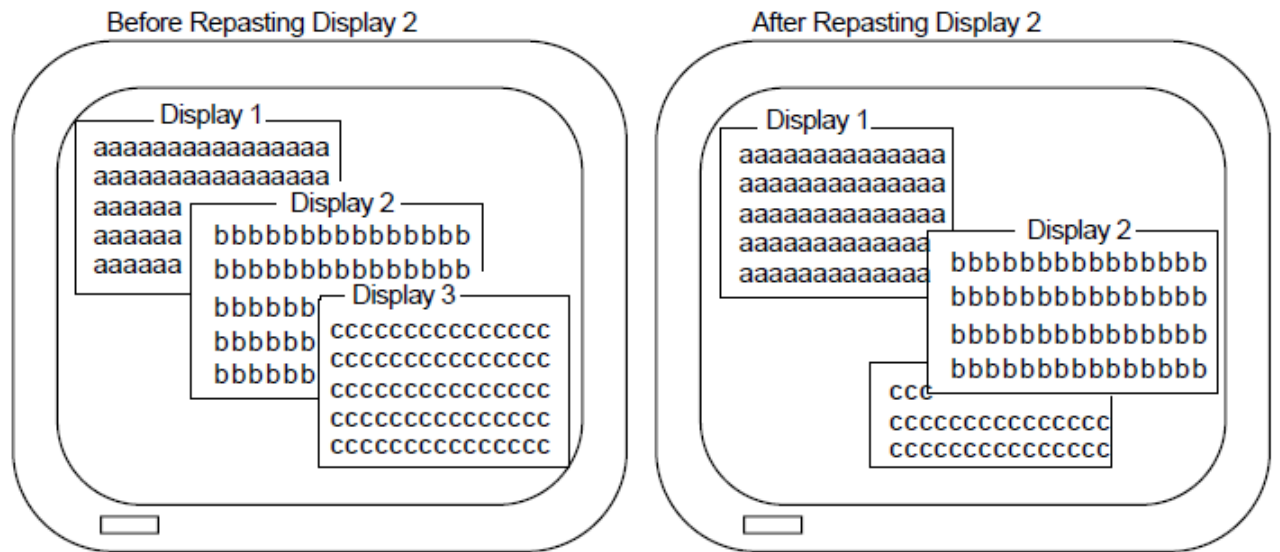 Before Repasting Display 2
Display 1
aaaaaaaaaaaaaaaa
aaaaaaaaaaaaaaaa
aaaaaa
aaaaaa
aaaaaa
Display 2
bbbbbbbbbbbbbbb
bbbbbbbbbbbbbbb
bbbbbb
bbbbbb
bbbbbb
Display 3
ccccccccccccccc
ccccccccccccccc
ccccccccccccccc
ccccccccccccccc
ccccccccccccccc
After Repasting Display 2
Display 1
aaaaaaaaaaaaaa
aaaaaaaaaaaaaa
aaaaaaaaaaaaaa
aaaaaaaaaaaaa
aaaaaaaaaaaaa
Display 2
bbbbbbbbbbbbbbb
bbbbbbbbbbbbbbb
bbbbbbbbbbbbbbb
bbbbbbbbbbbbbbb
ccc
ccccccccccccccc
ccccccccccccccc